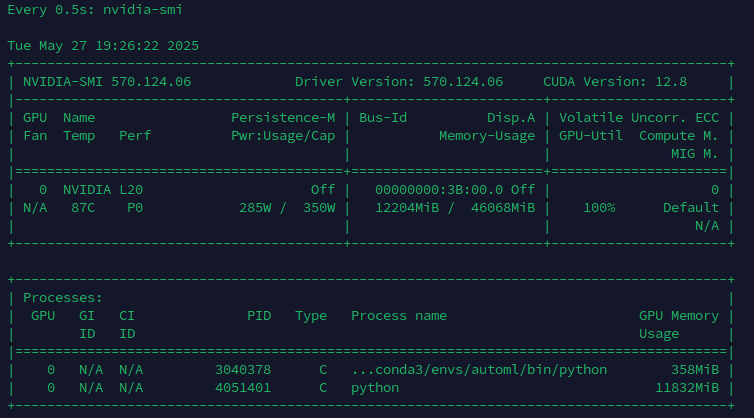 Every 0.5s: nvidia-smi
Tue May 27 19:26:22 2025
+-----------------------------------------------------------------------------------------+
| NVIDIA-SMI 570.124.06             Driver Version: 570.124.06     CUDA Version: 12.8     |
|-----------------------------------------+------------------------+----------------------+
| GPU  Name                 Persistence-M | Bus-Id          Disp.A | Volatile Uncorr. ECC |
| Fan  Temp   Perf          Pwr:Usage/Cap |           Memory-Usage | GPU-Util  Compute M. |
|                                         |                        |               MIG M. |
|=========================================+========================+======================|
|   0  NVIDIA L20                     Off |   00000000:3B:00.0 Off |                    0 |
| N/A   87C    P0            285W /  350W |   12204MiB /  46068MiB |    100%      Default |
|                                         |                        |                  N/A |
+-----------------------------------------+------------------------+----------------------+
+-----------------------------------------------------------------------------------------+
| Processes:                                                                              |
|  GPU   GI   CI              PID   Type   Process name                        GPU Memory |
|        ID   ID                                                               Usage      |
|=========================================================================================|
|    0   N/A  N/A         3040378      C   ...conda3/envs/automl/bin/python        358MiB |
|    0   N/A  N/A         4051401      C   python                                11832MiB |
+-----------------------------------------------------------------------------------------+